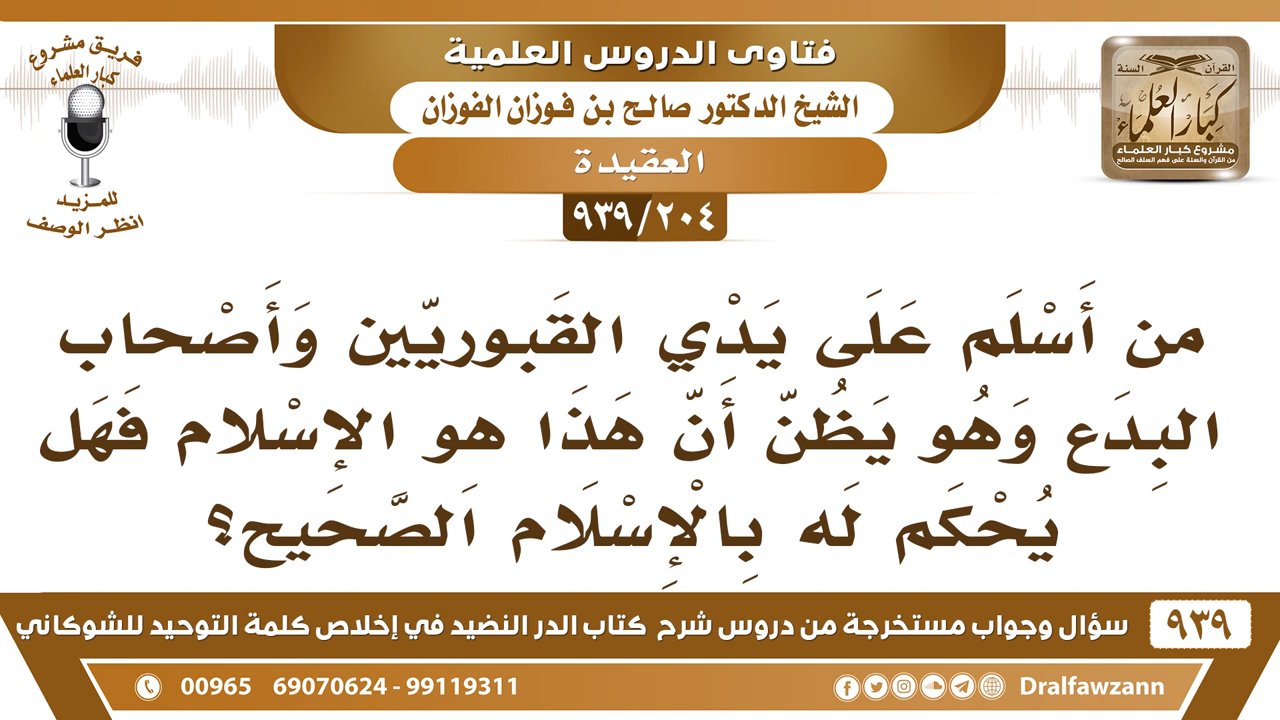 فتاوى الدروس العلمية
الشيخ الدكتور صالح بن فوزان الفوزان
العقيدة
٩٣٩/٢٠٤
القرآن السنة
كبار العلماء
مشروع كبار العلماء
من القرآن والسنة على فهم السلف الصالح
فريق مشروع
كبار العلماء
للمزيد
انظر الوصف
من أَسْلَم عَلَى يَدْي القَبوريّين وَأَصْحاب
البِدَع وَهُو يَظُنّ أَنّ هَذَا هو الإسْلام فَهَل
يُحْكَم لَه بِالْإِسْلَام اَلصَّحَيح؟
٩٣٩
سؤال وجواب مستخرجة من دروس شرح كتاب الدر النضيد في إخلاص كلمة التوحيد للشوكاني
00965 69070624 - 99119311
Dralfawzann